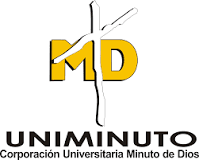 MD
UNIMINUTO
Corporación Universitaria Minuto de Dios